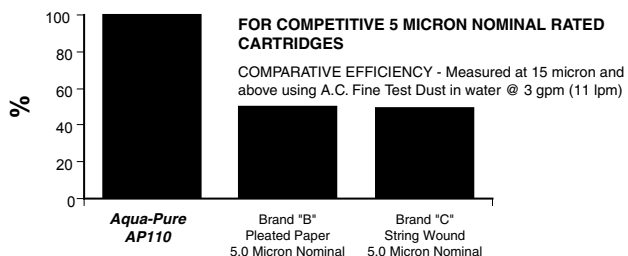 FOR COMPETITIVE 5 MICRON NOMINAL RATED
CARTRIDGES
COMPARATIVE EFFICIENCY - Measured at 15 micron and
above using A.C. Fine Test Dust in water @ 3 gpm (11 lpm)
%
100
80
60
40
20
0
Aqua-Pure
AP110
Brand "B"
Pleated Paper
5.0 Micron Nominal
Brand "C"
String Wound
5.0 Micron Nominal